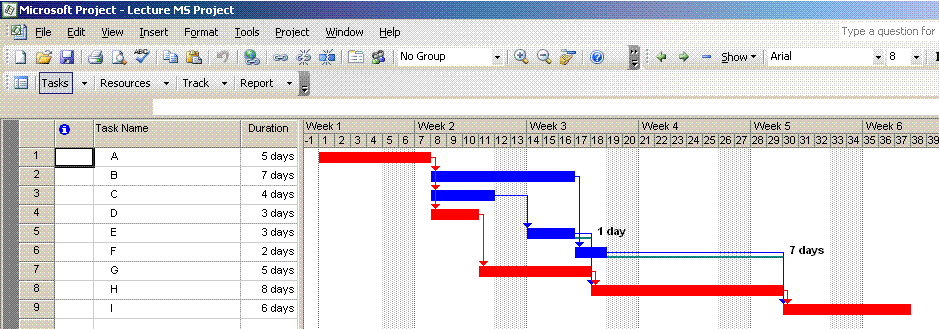 Microsoft Project - Lecture MS Project
File Edit View Insert Format Tools Project Window Help Type a question for
No Group Show Arial 8
Tasks Resources Track Report
Task Name Duration Week 1 Week 2 Week 3 Week 4 Week 5 Week 6
-1 1 2 3 4 5 6 7 8 9 10 11 12 13 14 15 16 17 18 19 20 21 22 23 24 25 26 27 28 29 30 31 32 33 34 35 36 37 38 39
1 A 5 days
2 B 7 days
3 C 4 days
4 D 3 days
5 E 3 days 1 day
6 F 2 days 7 days
7 G 5 days
8 H 8 days
9 I 6 days